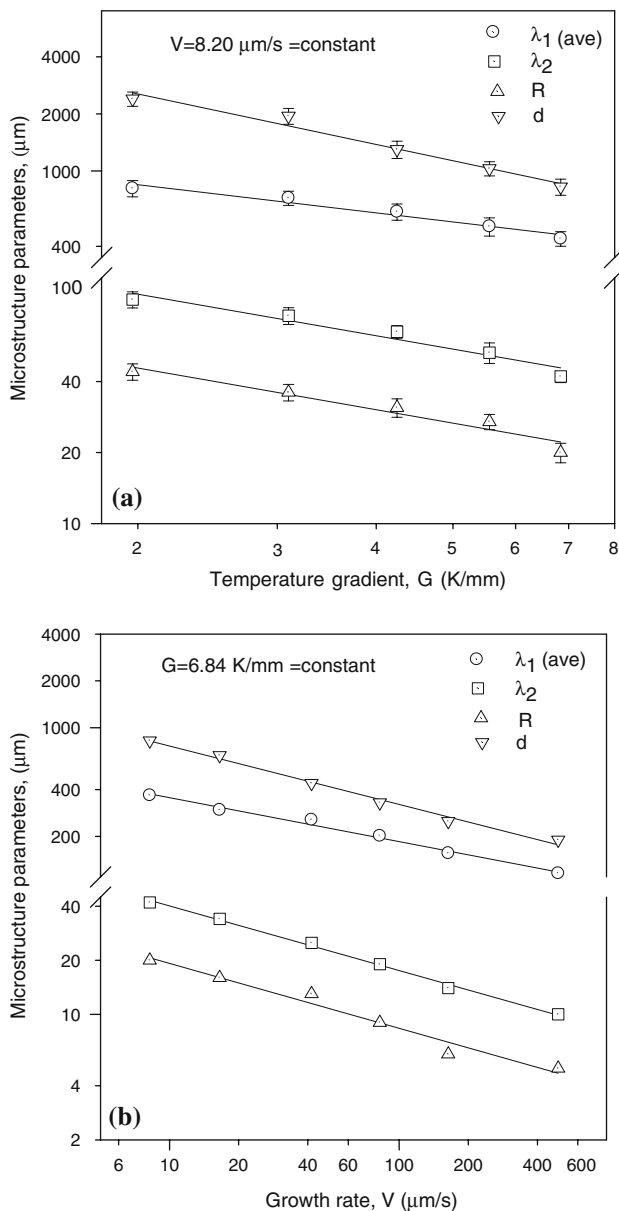 V=8.20 μm/s =constant
λ1 (ave)
λ2
R
d
4000
2000
1000
400
100
40
20
10
Microstructure parameters, (μm)
(a)
2 3 4 5 6 7 8
Temperature gradient, G (K/mm)
G=6.84 K/mm =constant
λ1 (ave)
λ2
R
d
4000
2000
1000
400
200
40
20
10
4
2
Microstructure parameters, (μm)
(b)
6 10 20 40 60 100 200 400 600
Growth rate, V (μm/s)